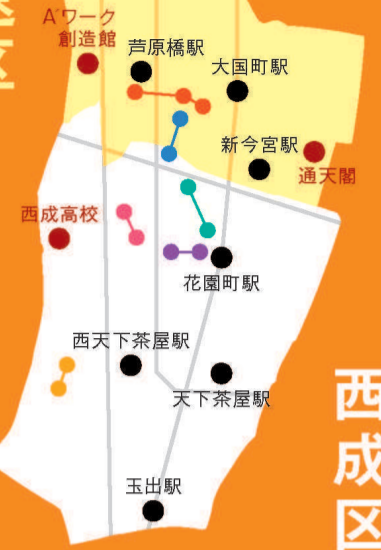 A´ワーク
創造館
芦原橋駅
大国町駅
区
新今宮駅
通天閣
西成高校
花園町駅
西天下茶屋駅
天下茶屋駅
西成区
玉出駅